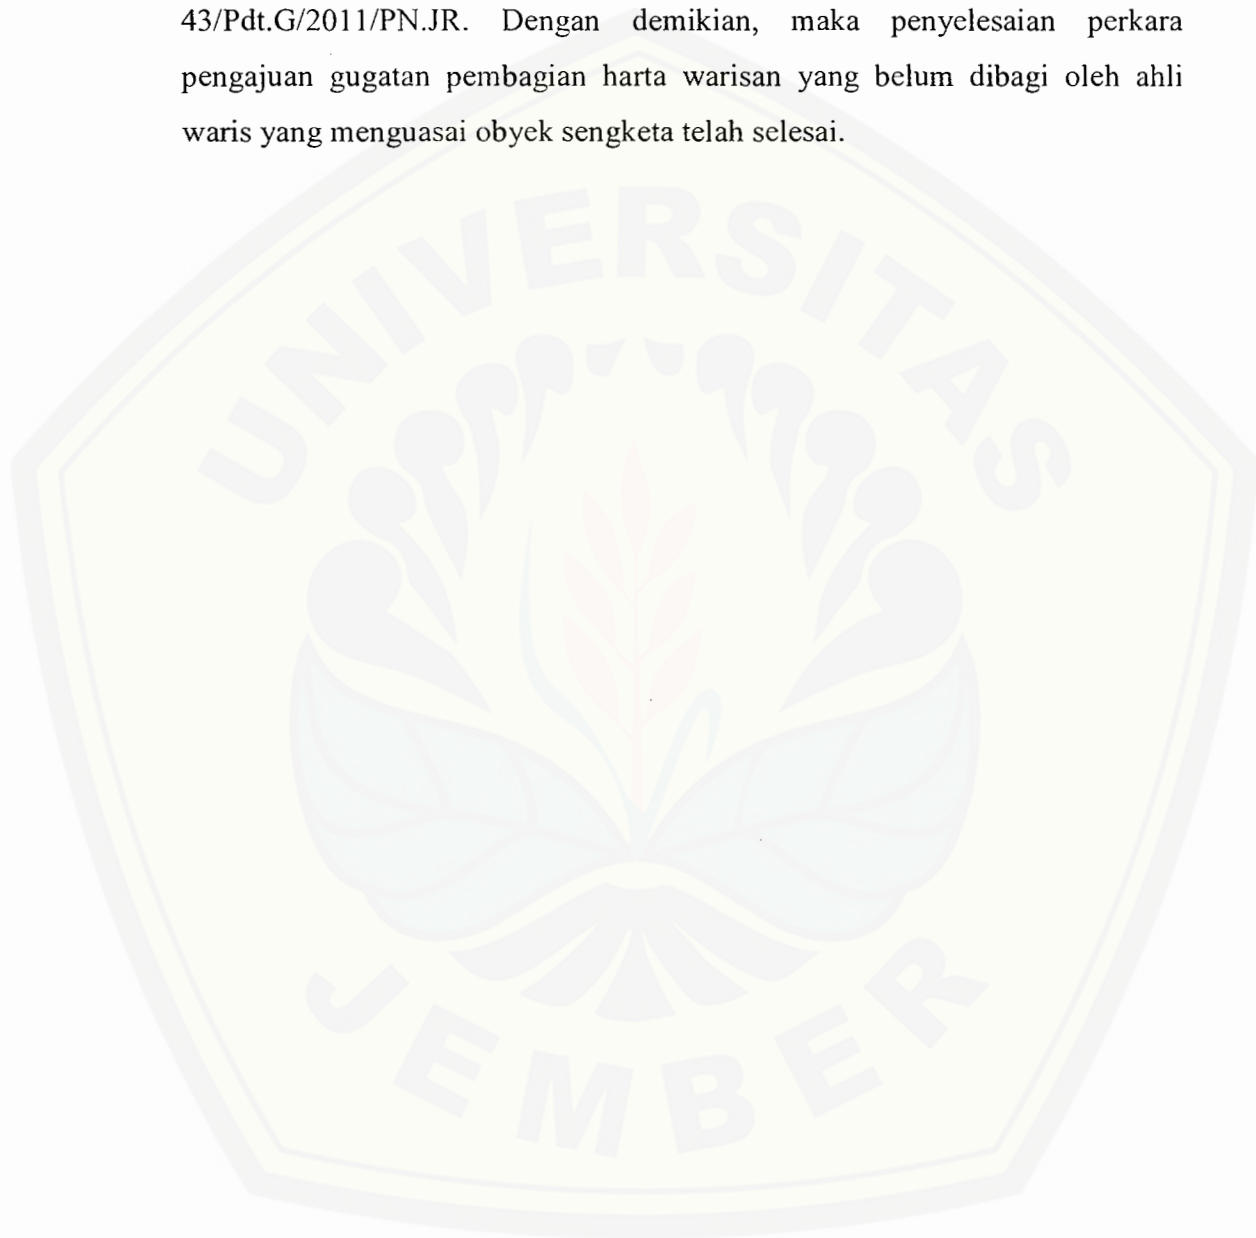 43/Pdt.G/2011/PN.JR. Dengan demikian, maka penyelesaian perkara
pengajuan gugatan pembagian harta warisan yang belum dibagi oleh ahli
waris yang menguasai obyek sengketa telah selesai.
UNIVERSITAS
JEMBER